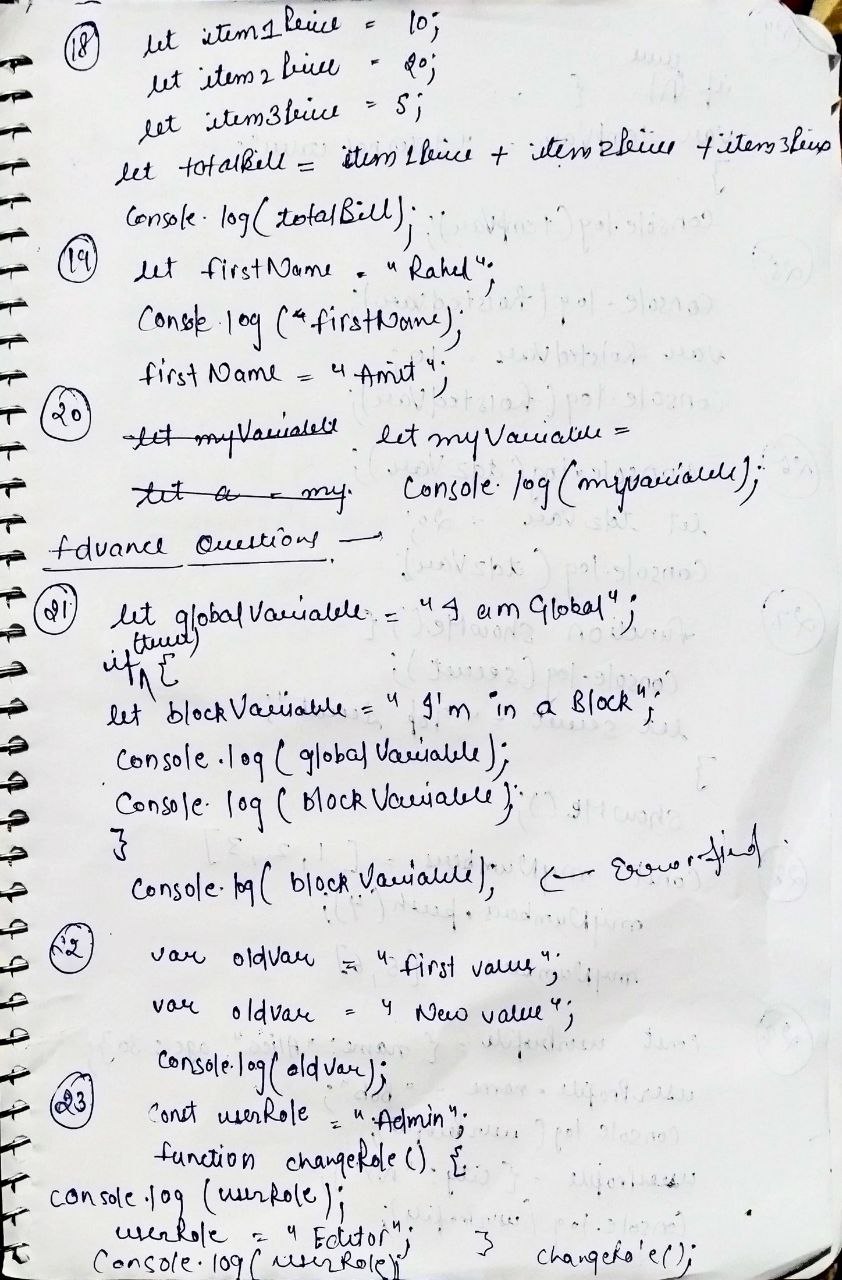 18 let item1Price = 10;
let item2Price = 20;
let item3Price = 5;
let totalBill = item1Price + item2Price + item3Price
Console.log(totalBill);
19 let firstName = "Rahul";
Console.log("firstName);
first Name = "Amit";
20 let myVariable let myVariable =
let a = my. Console.log(myvariable);
Advance Questions. →
21 let globalVariable = "I am Global";
if (true) {
let blockVariable = "I'm in a Block";
Console.log(globalVariable);
Console.log(blockVariable);
}
Console.log(blockVariable); ← Error find
22 var oldVar = "first value";
var oldvar = "New value";
Console.log(oldvar);
23 Const userRole = "Admin";
function changeRole() {
console.log(userRole);
userRole = "Editor"; }
Console.log(userRole); changeRole();